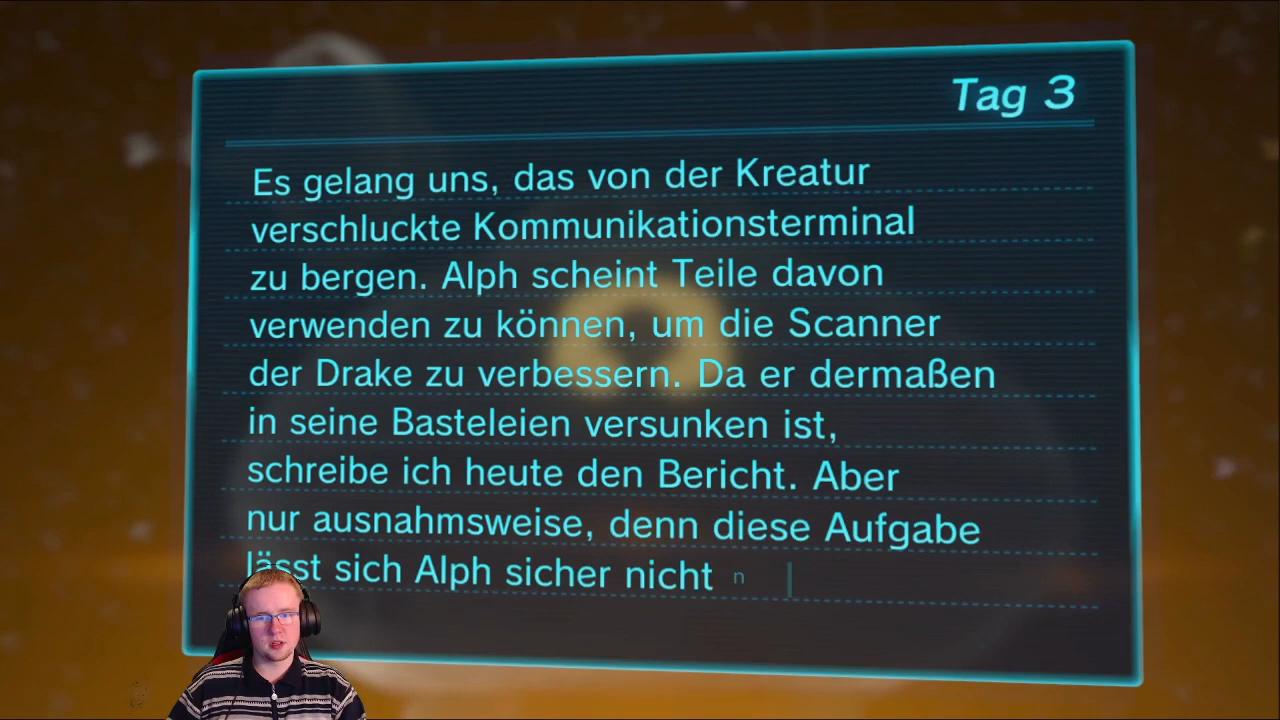 Tag 3
Es gelang uns, das von der Kreatur
verschluckte Kommunikationsterminal
zu bergen. Alph scheint Teile davon
verwenden zu können, um die Scanner
der Drake zu verbessern. Da er dermaßen
in seine Basteleien versunken ist,
schreibe ich heute den Bericht. Aber
nur ausnahmsweise, denn diese Aufgabe
lässt sich Alph sicher nicht n